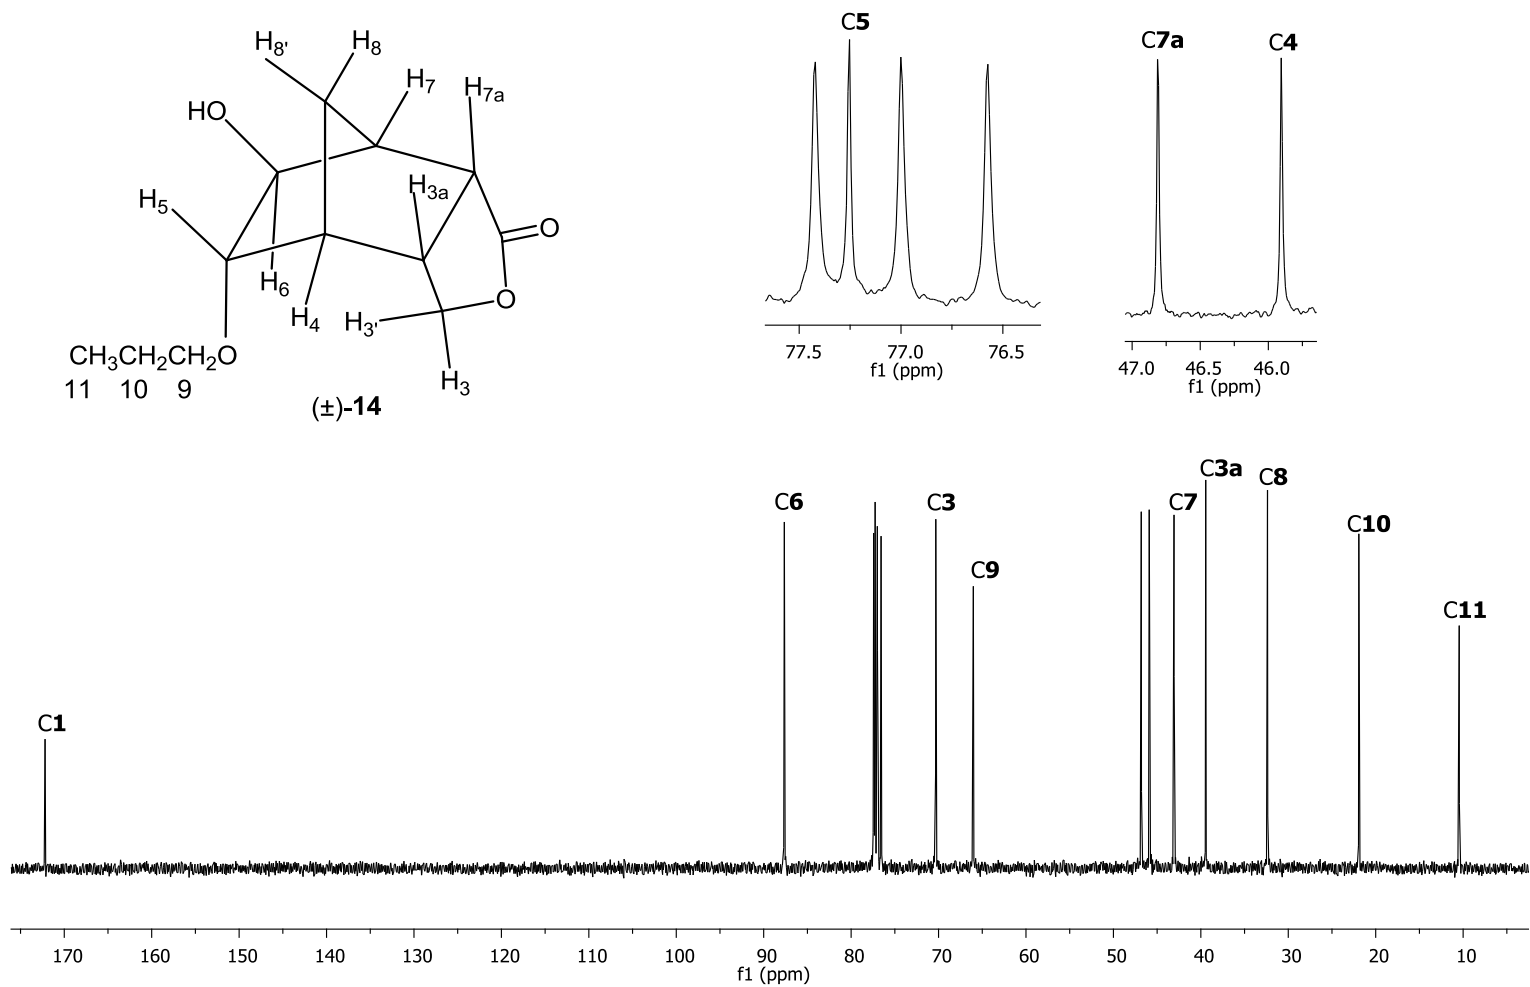 H8' H8
H7 H7a
HO
H3a
H5
O
H6
O
H4 H3'
CH3CH2CH2O
11 10 9
H3
(±)-14
C5
77.5 77.0 76.5
f1 (ppm)
C7a C4
47.0 46.5 46.0
f1 (ppm)
C1
C6
C3
C9
C7
C3a
C8
C10
C11
170 160 150 140 130 120 110 100 90 80 70 60 50 40 30 20 10
f1 (ppm)